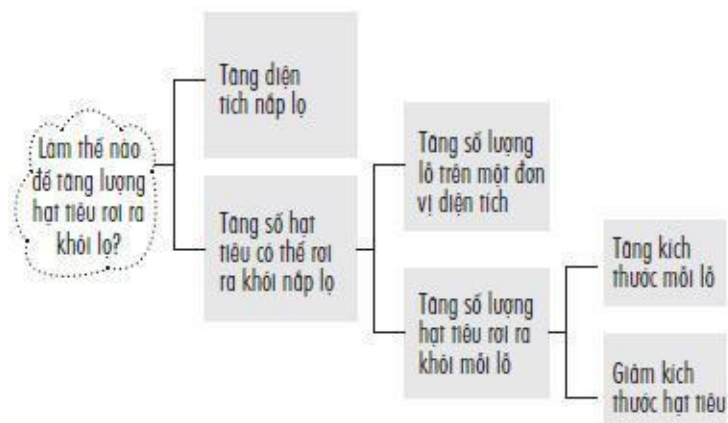 Làm thế nào
để tăng lượng
hạt tiêu rơi ra
khỏi lọ?
Tăng diện
tích nắp lọ
Tăng số hạt
tiêu có thể rơi
ra khỏi nắp lọ
Tăng số lượng
lỗ trên một đơn
vị diện tích
Tăng số lượng
hạt tiêu rơi ra
khỏi mỗi lỗ
Tăng kích
thước mỗi lỗ
Giảm kích
thước hạt tiêu